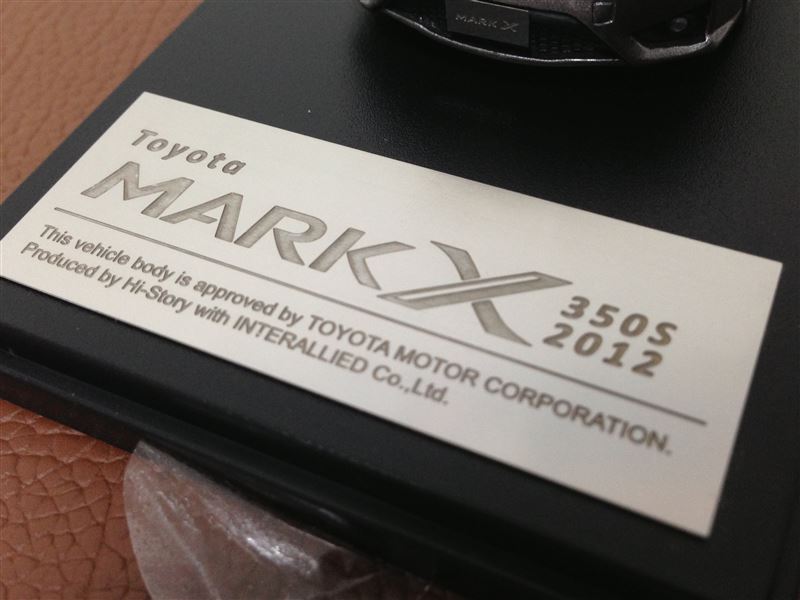 MARK X
Toyota
MARK X
350S
2012
This vehicle body is approved by TOYOTA MOTOR CORPORATION.
Produced by Hi-Story with INTERALLIED Co.,Ltd.